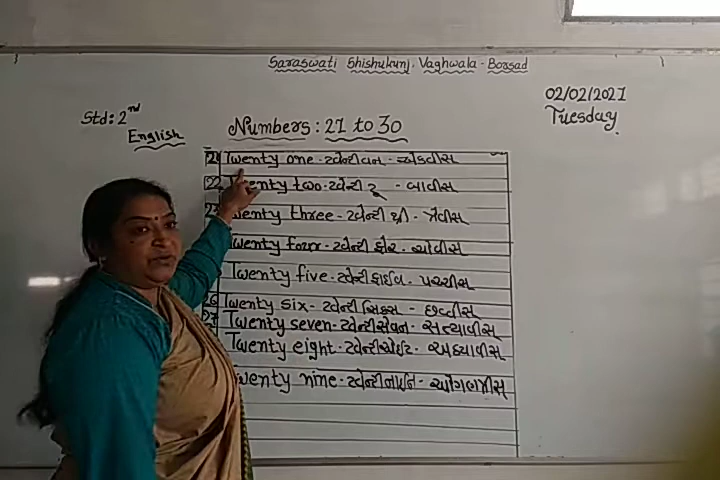 Saraswati Shishukunj. Vaghwala - Borsad
02/02/2021
Tuesday
Std: 2nd
English
Numbers: 21 to 30
21 Twenty one - ટ્વેન્ટી વન - એકવીસ
22 Twenty two - ટ્વેન્ટી ટૂ - બાવીસ
23 Twenty three - ટ્વેન્ટી થ્રી - ત્રેવીસ
Twenty four - ટ્વેન્ટી ફોર - ચોવીસ
Twenty five - ટ્વેન્ટી ફાઈવ - પચ્ચીસ
26 Twenty six - ટ્વેન્ટી સિક્સ - છવ્વીસ
27 Twenty seven - ટ્વેન્ટી સેવન - સત્યાવીસ
Twenty eight - ટ્વેન્ટી એઈટ - અઠ્યાવીસ
Twenty nine - ટ્વેન્ટી નાઈન - ઓગણત્રીસ